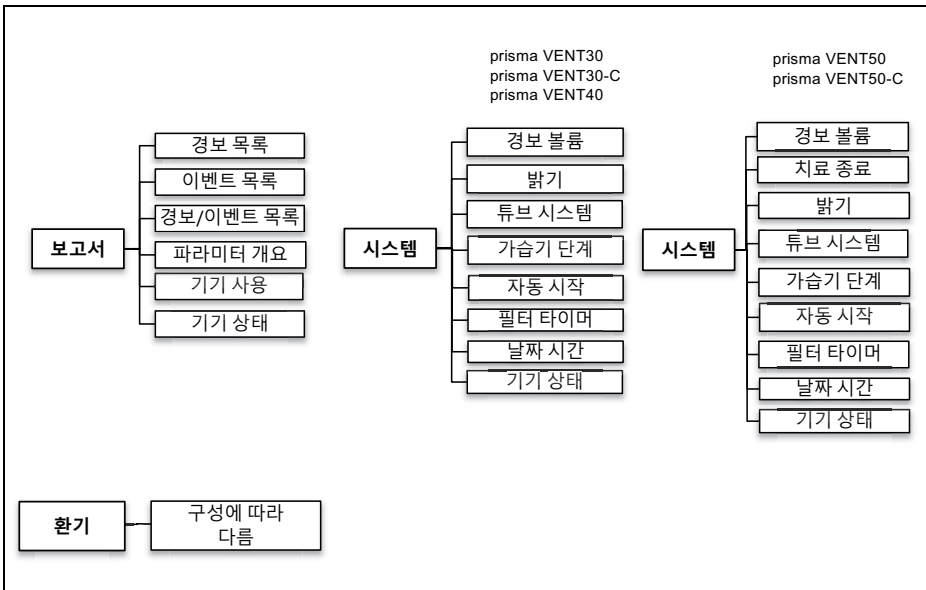 보고서
경보 목록
이벤트 목록
경보/이벤트 목록
파라미터 개요
기기 사용
기기 상태
prisma VENT30
prisma VENT30-C
prisma VENT40
시스템
경보 볼륨
밝기
튜브 시스템
가습기 단계
자동 시작
필터 타이머
날짜 시간
기기 상태
prisma VENT50
prisma VENT50-C
시스템
경보 볼륨
치료 종료
밝기
튜브 시스템
가습기 단계
자동 시작
필터 타이머
날짜 시간
기기 상태
환기
구성에 따라
다름